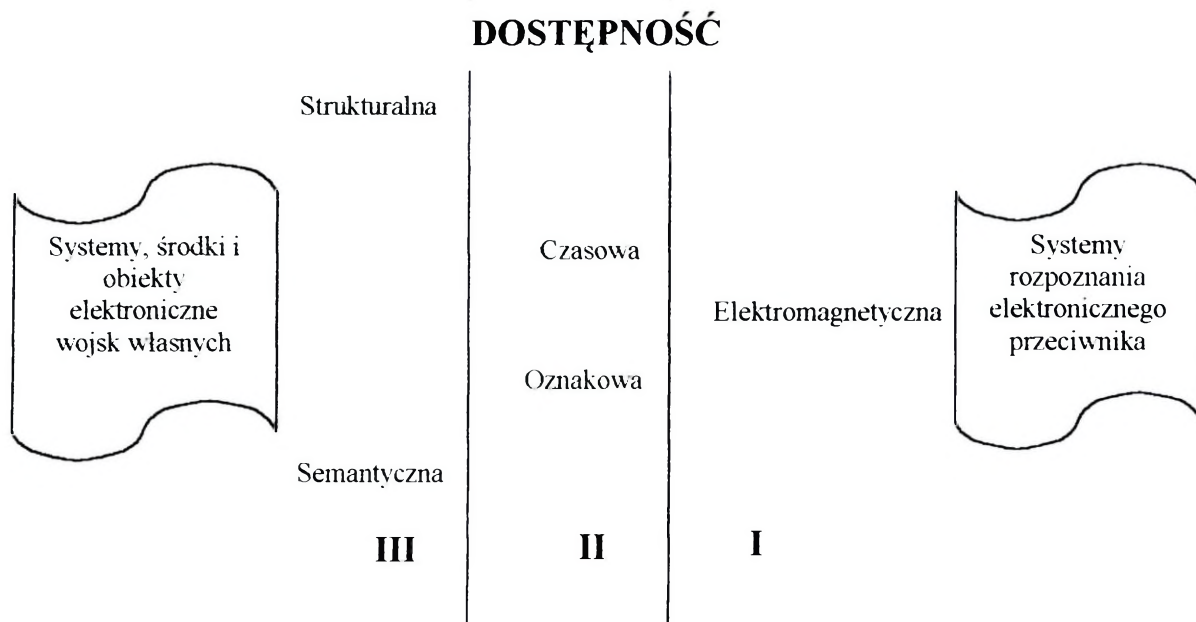 DOSTĘPNOŚĆ
Strukturalna
Systemy, środki i
obiekty
elektroniczne
wojsk własnych
Semantyczna
III
Czasowa
Oznakowa
II
Elektromagnetyczna
I
Systemy
rozpoznania
elektronicznego
przeciwnika